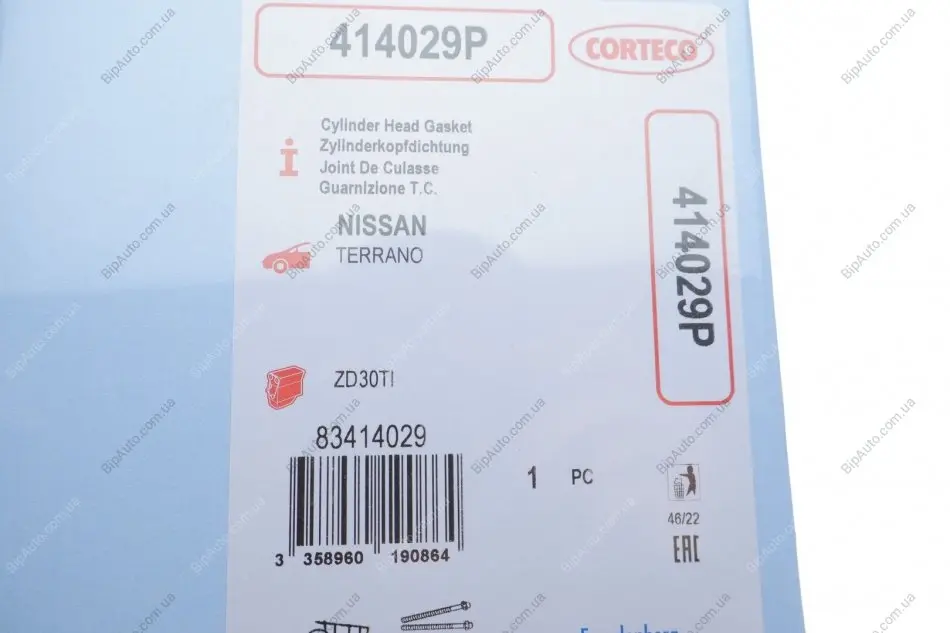 414029P
CORTECO
Cylinder Head Gasket
Zylinderkopfdichtung
Joint De Culasse
Guarnizione T.C.
NISSAN
TERRANO
414029P
ZD30TI
83414029
1 PC
3 358960 190864
46/22
EAC
BipAuto.com.ua